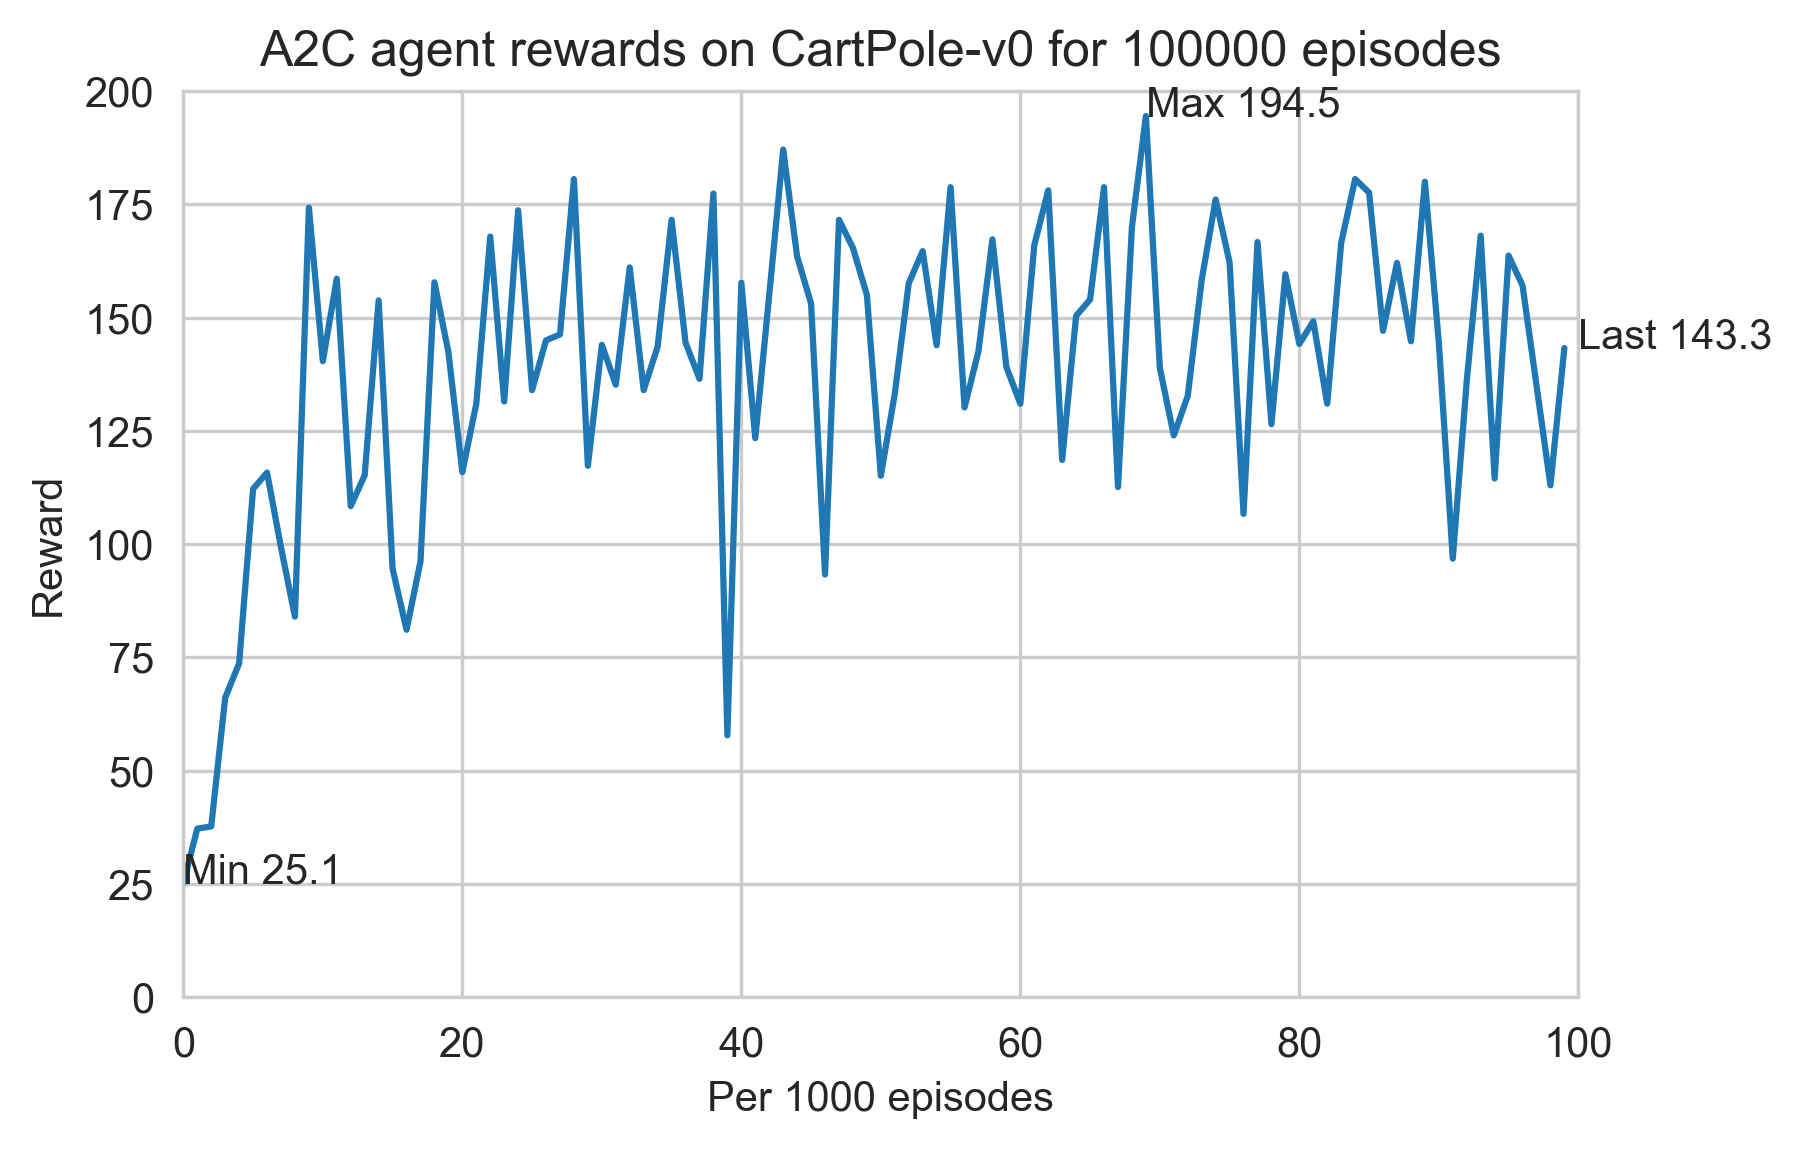 A2C agent rewards on CartPole-v0 for 100000 episodes
200
Max 194.5
175
150
Last 143.3
125
100
Reward
75
50
Min 25.1
25
0
0 20 40 60 80 100
Per 1000 episodes